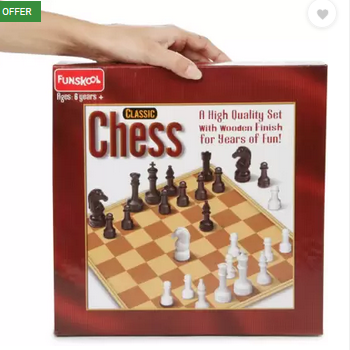 OFFER
FUNSKOOL
Ages: 6 years +
CLASSIC
Chess
A High Quality Set
With Wooden Finish
for Years of Fun!